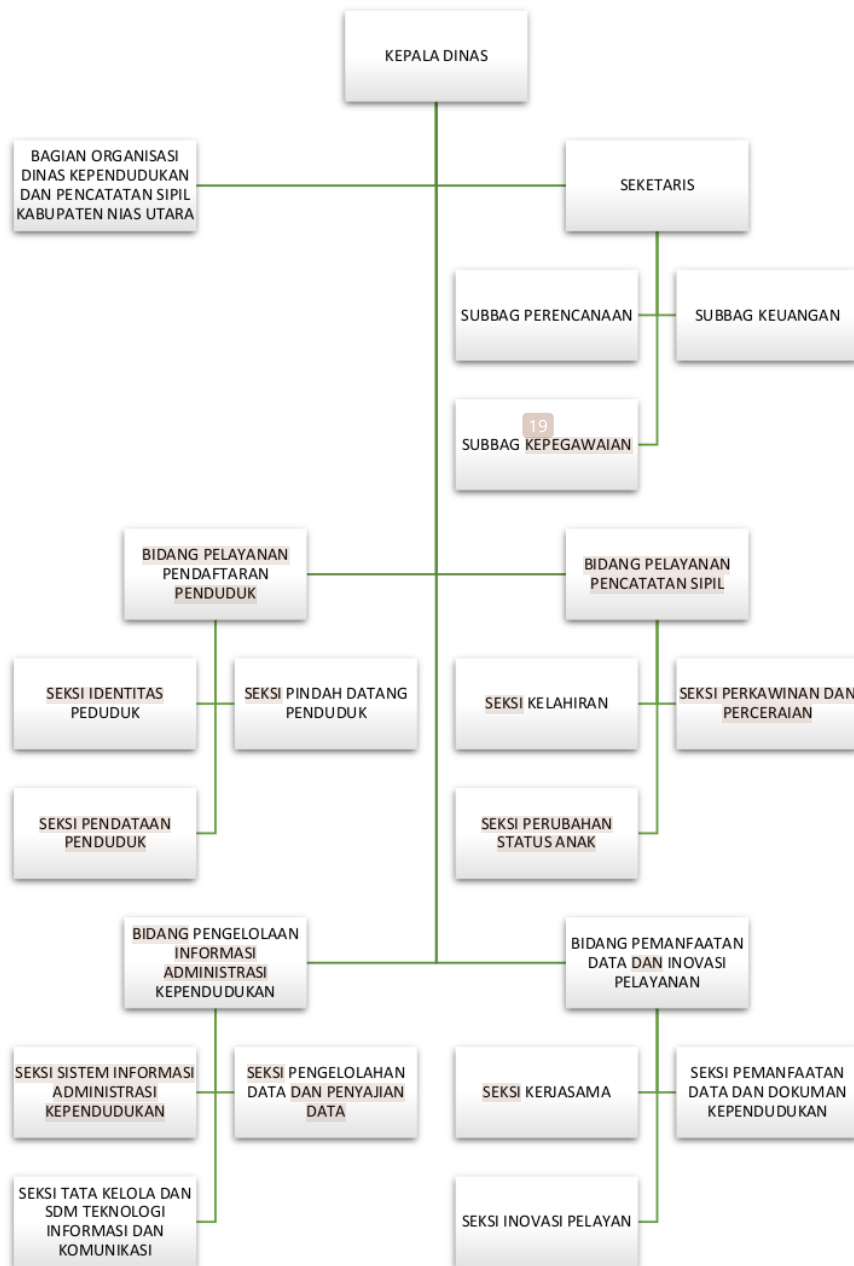 KEPALA DINAS
BAGIAN ORGANISASI
DINAS KEPENDUDUKAN
DAN PENCATATAN SIPIL
KABUPATEN NIAS UTARA
SEKETARIS
SUBBAG PERENCANAAN
SUBBAG KEUANGAN
19
SUBBAG KEPEGAWAIAN
BIDANG PELAYANAN
PENDAFTARAN
PENDUDUK
BIDANG PELAYANAN
PENCATATAN SIPIL
SEKSI IDENTITAS
PEDUDUK
SEKSI PINDAH DATANG
PENDUDUK
SEKSI KELAHIRAN
SEKSI PERKAWINAN DAN
PERCERAIAN
SEKSI PENDATAAN
PENDUDUK
SEKSI PERUBAHAN
STATUS ANAK
BIDANG PENGELOLAAN
INFORMASI
ADMINISTRASI
KEPENDUDUKAN
BIDANG PEMANFAATAN
DATA DAN INOVASI
PELAYANAN
SEKSI SISTEM INFORMASI
ADMINISTRASI
KEPENDUDUKAN
SEKSI PENGELOLAHAN
DATA DAN PENYAJIAN
DATA
SEKSI KERJASAMA
SEKSI PEMANFAATAN
DATA DAN DOKUMAN
KEPENDUDUKAN
SEKSI TATA KELOLA DAN
SDM TEKNOLOGI
INFORMASI DAN
KOMUNIKASI
SEKSI INOVASI PELAYAN